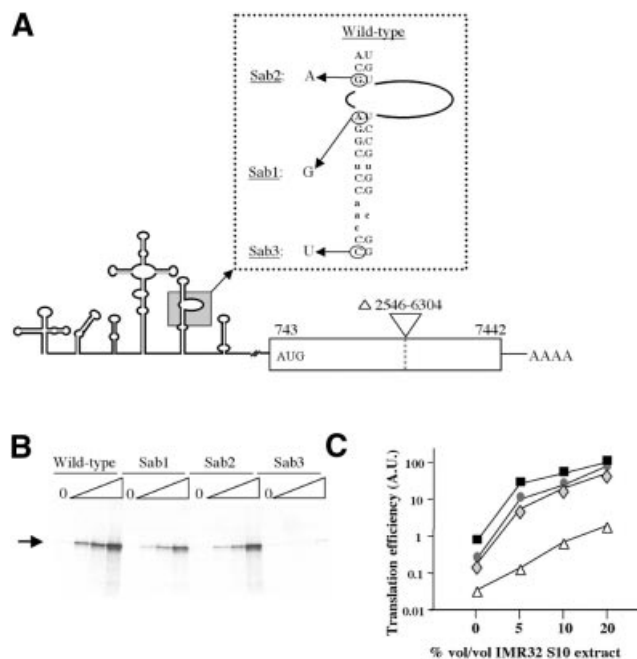 A
Wild-type
A.U
C.G
Sab2: A G.U
A.U
G.C
G.C
C.G
Sab1: G u u
C.G
C.G
a
a c
c
C.G
Sab3: U C.G
Δ 2546-6304
743 7442
AUG AAAA
B
Wild-type Sab1 Sab2 Sab3
0 0 0 0
C
Translation efficiency (A.U.)
100
10
1
0.1
0.01
0 5 10 20
% vol/vol IMR32 S10 extract